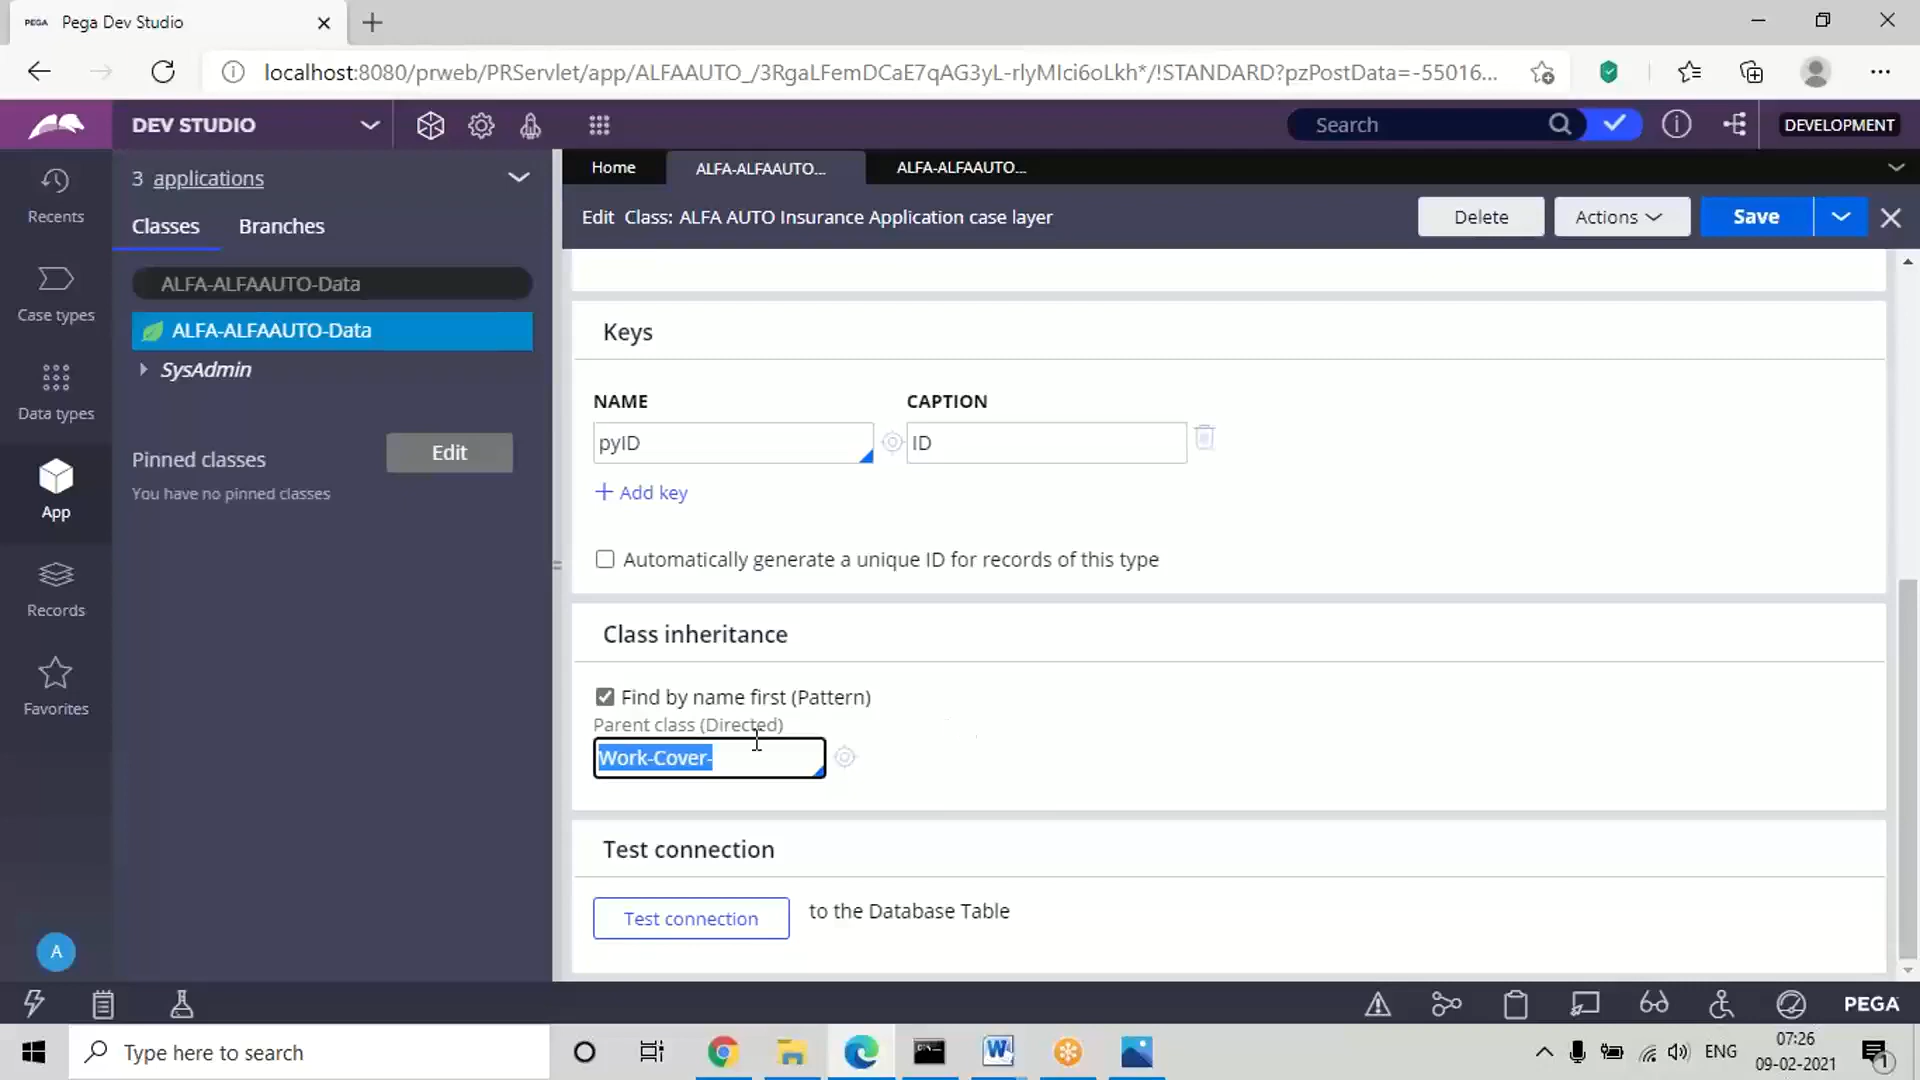 PEGA Pega Dev Studio
localhost:8080/prweb/PRServlet/app/ALFAAUTO_/3RgaLFemDCaE7qAG3yL-rlyMIci6oLkh*/!STANDARD?pzPostData=-55016...
DEV STUDIO
Search
DEVELOPMENT
Recents
Case types
Data types
App
Records
Favorites
A
3 applications
Classes Branches
ALFA-ALFAAUTO-Data
ALFA-ALFAAUTO-Data
SysAdmin
Pinned classes
Edit
You have no pinned classes
Home ALFA-ALFAAUTO... ALFA-ALFAAUTO...
Edit Class: ALFA AUTO Insurance Application case layer
Delete Actions Save
Keys
NAME CAPTION
pyID ID
+ Add key
Automatically generate a unique ID for records of this type
Class inheritance
Find by name first (Pattern)
Parent class (Directed)
Work-Cover-
Test connection
Test connection to the Database Table
PEGA
Type here to search
ENG
07:26
09-02-2021
1